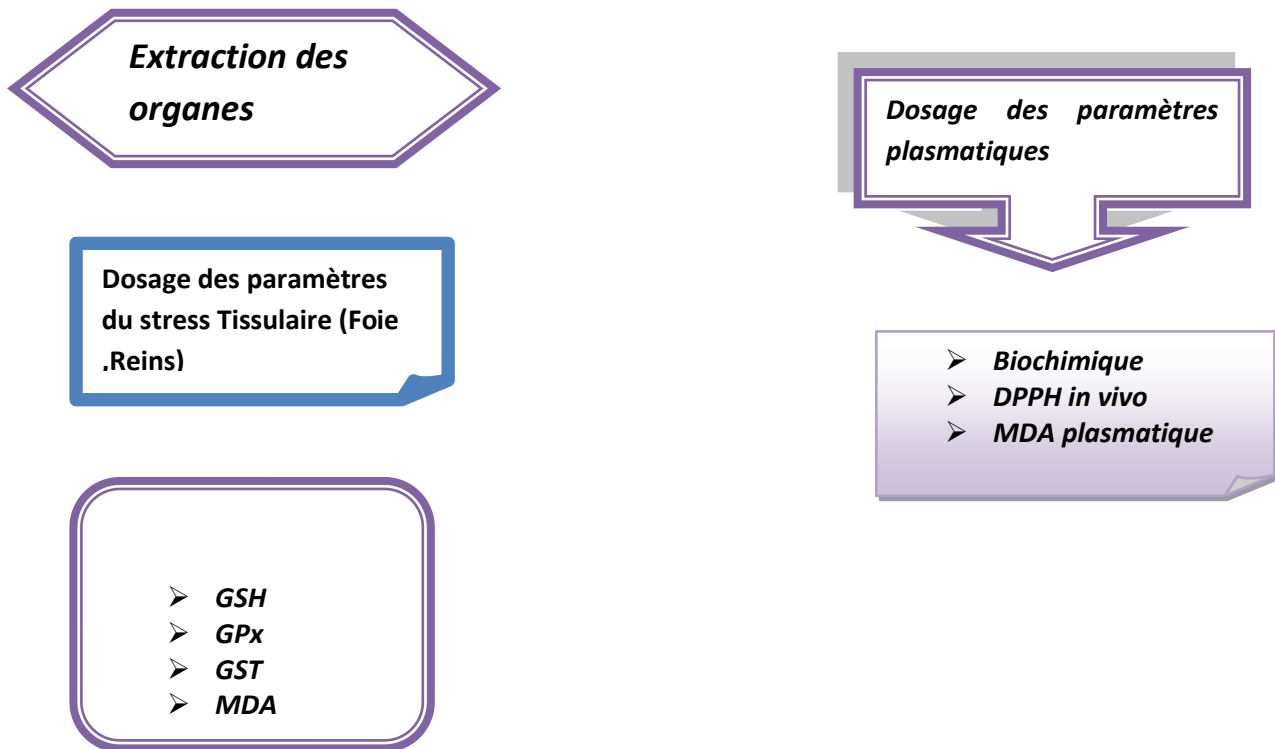 Extraction des
organes
Dosage des paramètres
du stress Tissulaire (Foie
,Reins)
➢ GSH
➢ GPx
➢ GST
➢ MDA
Dosage des paramètres
plasmatiques
➢ Biochimique
➢ DPPH in vivo
➢ MDA plasmatique